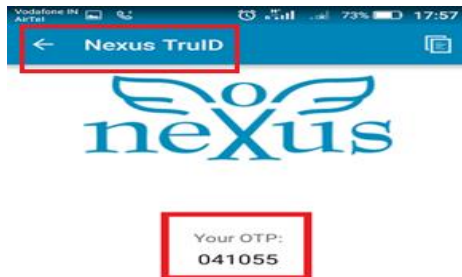 Vodafone IN
AirTel
73%
17:57
Nexus TruID
neXus
Your OTP:
041055